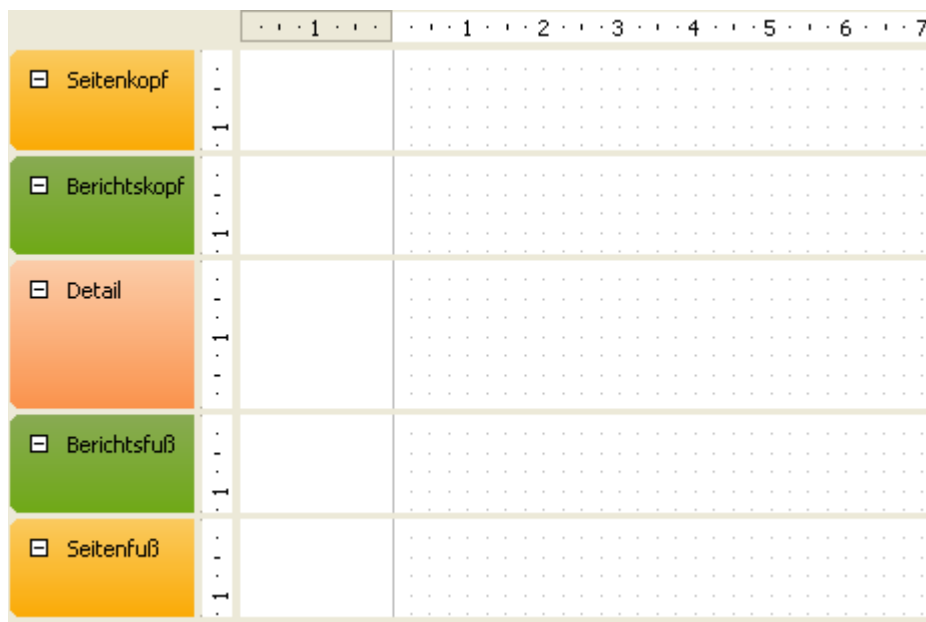 1 1 2 3 4 5 6 7
Seitenkopf
1
Berichtskopf
1
Detail
1
Berichtsfuß
1
Seitenfuß
1